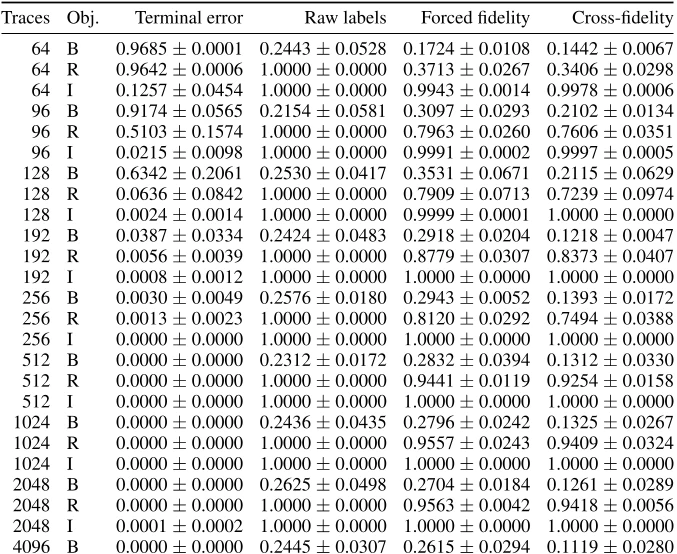 Traces Obj. Terminal error Raw labels Forced fidelity Cross-fidelity
64 B 0.9685 ± 0.0001 0.2443 ± 0.0528 0.1724 ± 0.0108 0.1442 ± 0.0067
64 R 0.9642 ± 0.0006 1.0000 ± 0.0000 0.3713 ± 0.0267 0.3406 ± 0.0298
64 I 0.1257 ± 0.0454 1.0000 ± 0.0000 0.9943 ± 0.0014 0.9978 ± 0.0006
96 B 0.9174 ± 0.0565 0.2154 ± 0.0581 0.3097 ± 0.0293 0.2102 ± 0.0134
96 R 0.5103 ± 0.1574 1.0000 ± 0.0000 0.7963 ± 0.0260 0.7606 ± 0.0351
96 I 0.0215 ± 0.0098 1.0000 ± 0.0000 0.9991 ± 0.0002 0.9997 ± 0.0005
128 B 0.6342 ± 0.2061 0.2530 ± 0.0417 0.3531 ± 0.0671 0.2115 ± 0.0629
128 R 0.0636 ± 0.0842 1.0000 ± 0.0000 0.7909 ± 0.0713 0.7239 ± 0.0974
128 I 0.0024 ± 0.0014 1.0000 ± 0.0000 0.9999 ± 0.0001 1.0000 ± 0.0000
192 B 0.0387 ± 0.0334 0.2424 ± 0.0483 0.2918 ± 0.0204 0.1218 ± 0.0047
192 R 0.0056 ± 0.0039 1.0000 ± 0.0000 0.8779 ± 0.0307 0.8373 ± 0.0407
192 I 0.0008 ± 0.0012 1.0000 ± 0.0000 1.0000 ± 0.0000 1.0000 ± 0.0000
256 B 0.0030 ± 0.0049 0.2576 ± 0.0180 0.2943 ± 0.0052 0.1393 ± 0.0172
256 R 0.0013 ± 0.0023 1.0000 ± 0.0000 0.8120 ± 0.0292 0.7494 ± 0.0388
256 I 0.0000 ± 0.0000 1.0000 ± 0.0000 1.0000 ± 0.0000 1.0000 ± 0.0000
512 B 0.0000 ± 0.0000 0.2312 ± 0.0172 0.2832 ± 0.0394 0.1312 ± 0.0330
512 R 0.0000 ± 0.0000 1.0000 ± 0.0000 0.9441 ± 0.0119 0.9254 ± 0.0158
512 I 0.0000 ± 0.0000 1.0000 ± 0.0000 1.0000 ± 0.0000 1.0000 ± 0.0000
1024 B 0.0000 ± 0.0000 0.2436 ± 0.0435 0.2796 ± 0.0242 0.1325 ± 0.0267
1024 R 0.0000 ± 0.0000 1.0000 ± 0.0000 0.9557 ± 0.0243 0.9409 ± 0.0324
1024 I 0.0000 ± 0.0000 1.0000 ± 0.0000 1.0000 ± 0.0000 1.0000 ± 0.0000
2048 B 0.0000 ± 0.0000 0.2625 ± 0.0498 0.2704 ± 0.0184 0.1261 ± 0.0289
2048 R 0.0000 ± 0.0000 1.0000 ± 0.0000 0.9563 ± 0.0042 0.9418 ± 0.0056
2048 I 0.0001 ± 0.0002 1.0000 ± 0.0000 1.0000 ± 0.0000 1.0000 ± 0.0000
4096 B 0.0000 ± 0.0000 0.2445 ± 0.0307 0.2615 ± 0.0294 0.1119 ± 0.0280